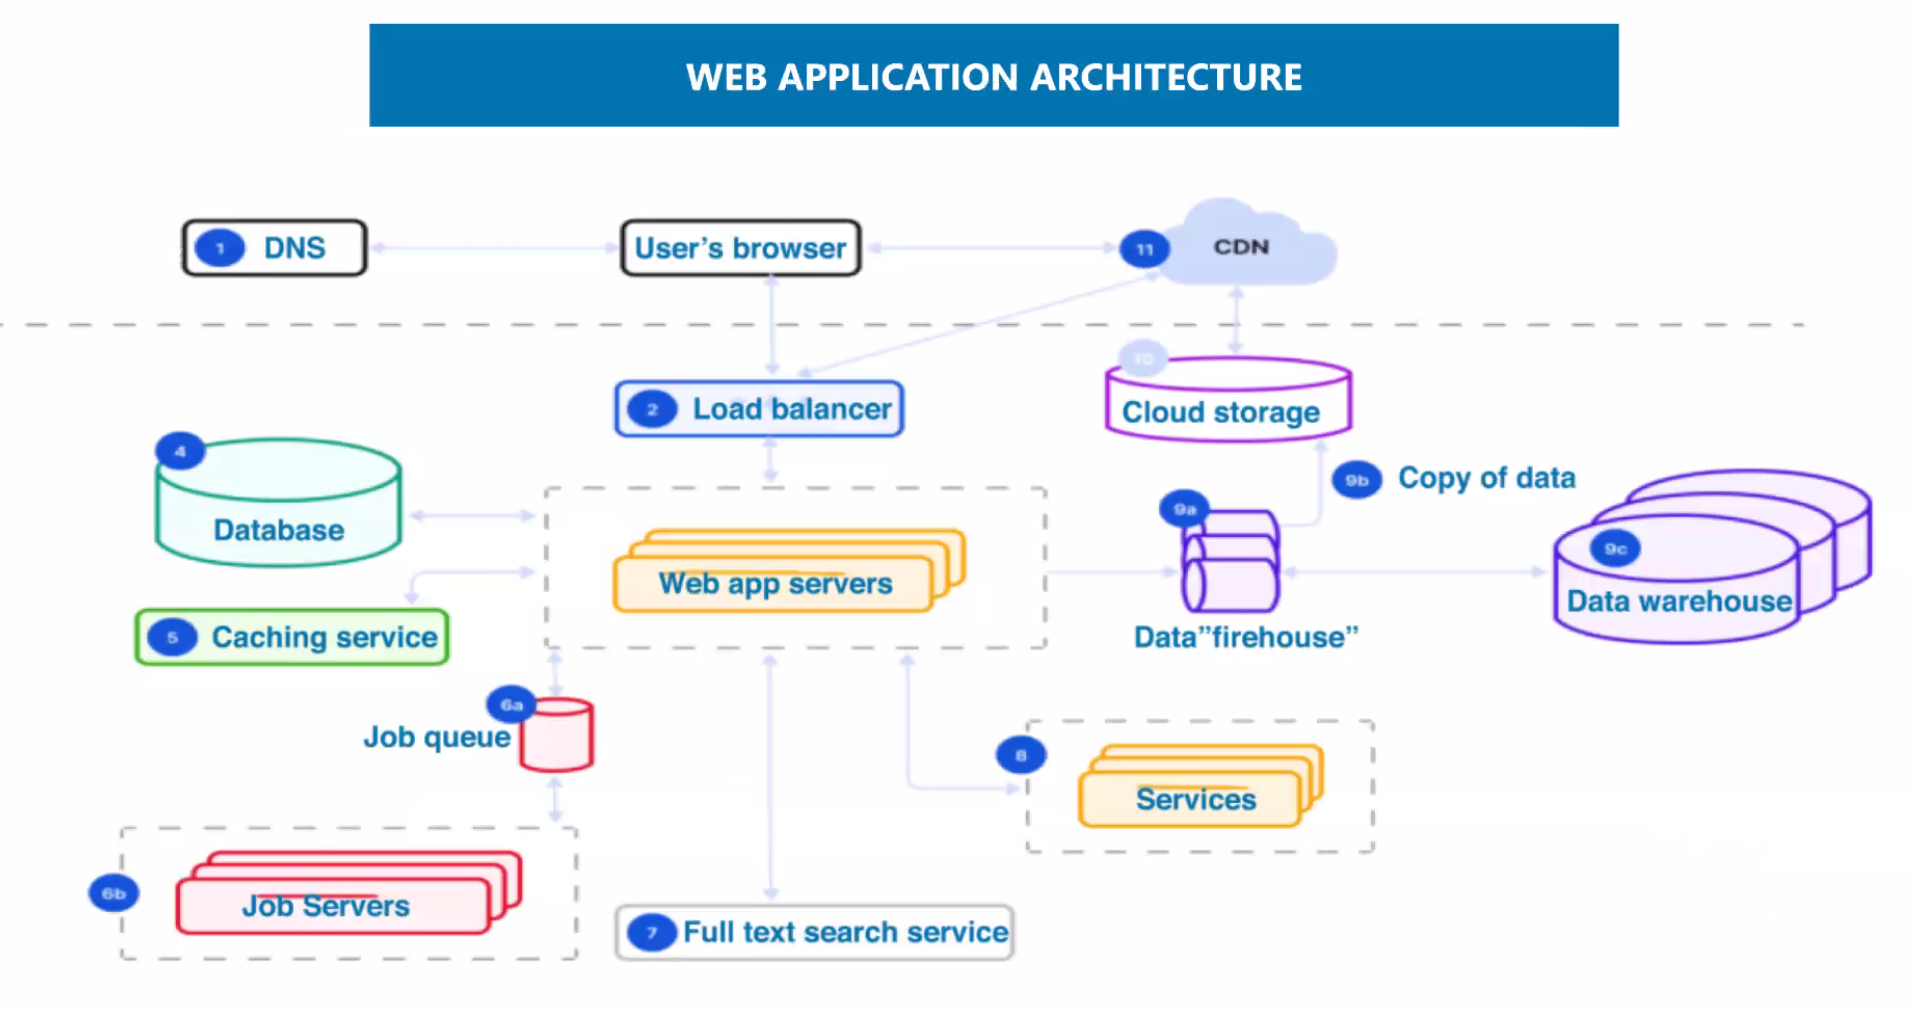 WEB APPLICATION ARCHITECTURE
1 DNS
User's browser
11 CDN
10
Cloud storage
2 Load balancer
4
Database
9b Copy of data
9a
9c
Web app servers
Data warehouse
5 Caching service
Data"firehouse"
6a
Job queue
8
Services
6b
Job Servers
7 Full text search service